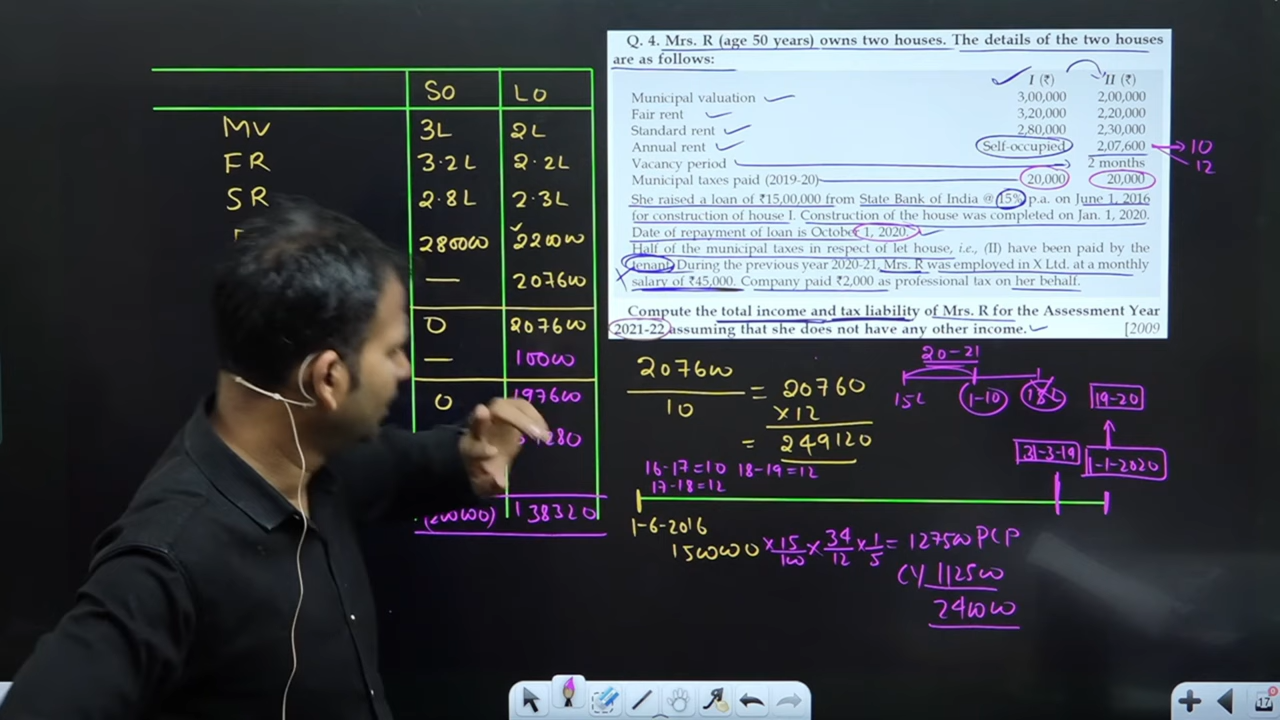 Q. 4. Mrs. R (age 50 years) owns two houses. The details of the two houses
are as follows:
I (₹) II (₹)
Municipal valuation 3,00,000 2,00,000
Fair rent 3,20,000 2,20,000
Standard rent 2,80,000 2,30,000
Annual rent Self-occupied 2,07,600
Vacancy period 2 months
Municipal taxes paid (2019-20) 20,000 20,000
She raised a loan of ₹15,00,000 from State Bank of India @ 15% p.a. on June 1, 2016
for construction of house I. Construction of the house was completed on Jan. 1, 2020.
Date of repayment of loan is October 1, 2020.
Half of the municipal taxes in respect of let house, i.e., (II) have been paid by the
tenant. During the previous year 2020-21, Mrs. R was employed in X Ltd. at a monthly
salary of ₹45,000. Company paid ₹2,000 as professional tax on her behalf.
Compute the total income and tax liability of Mrs. R for the Assessment Year
2021-22 assuming that she does not have any other income. [2009
10
12
SO LO
MV 3L 2L
FR 3.2L 2.2L
SR 2.8L 2.3L
280000 220000
— 207600
0 207600
— 10000
0 197600
280
(200000) 138320
207600
10
= 20760
×12
= 249120
20-21
15L 1-10
19-20
31-3-19 1-1-2020
16-17=10 18-19=12
17-18=12
1-6-2016
1500000 × 15/100 × 34/12 × 1/5 = 127500 PCP
CY 112500
240000
17